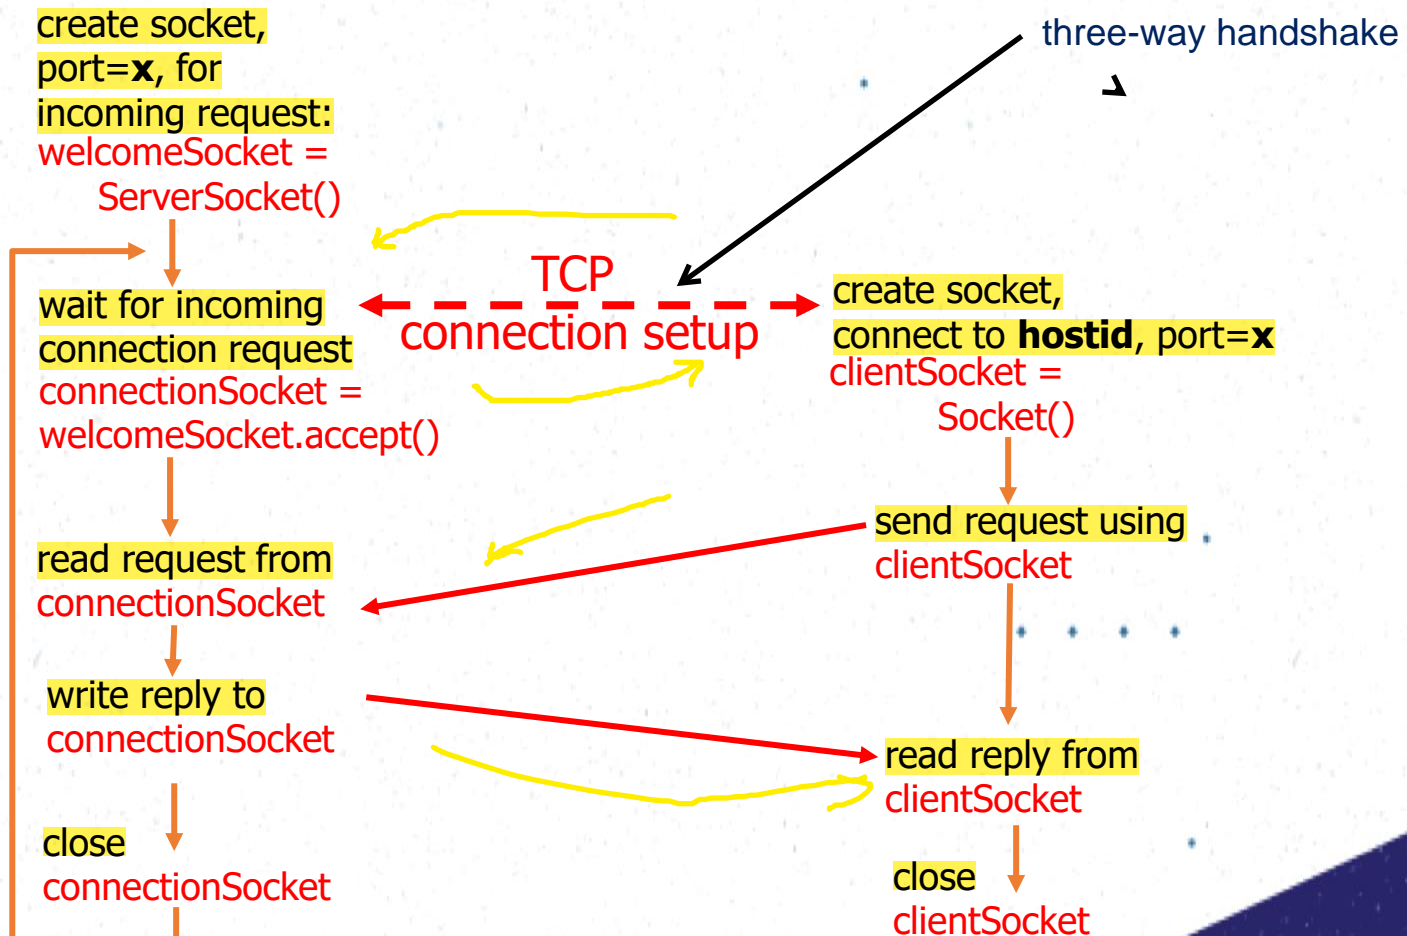 create socket,
port=x, for
incoming request:
welcomeSocket =
ServerSocket()
three-way handshake
TCP
connection setup
wait for incoming
connection request
connectionSocket =
welcomeSocket.accept()
create socket,
connect to hostid, port=x
clientSocket =
Socket()
read request from
connectionSocket
send request using
clientSocket
write reply to
connectionSocket
read reply from
clientSocket
close
connectionSocket
close
clientSocket